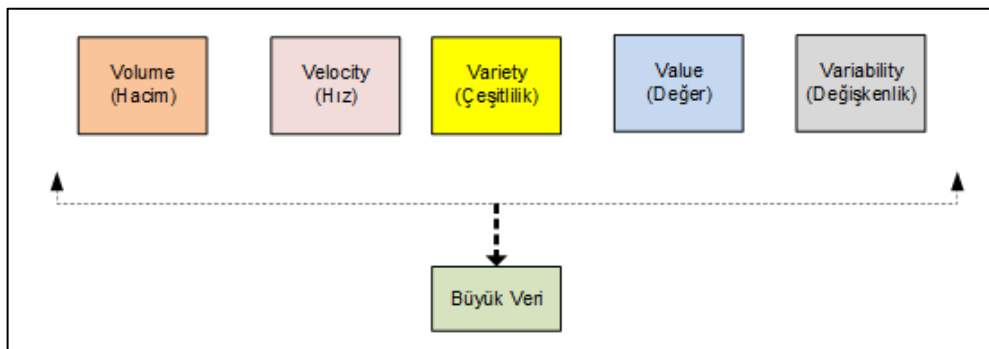 Volume
(Hacim)
Velocity
(Hız)
Variety
(Çeşitlilik)
Value
(Değer)
Variability
(Değişkenlik)
Büyük Veri